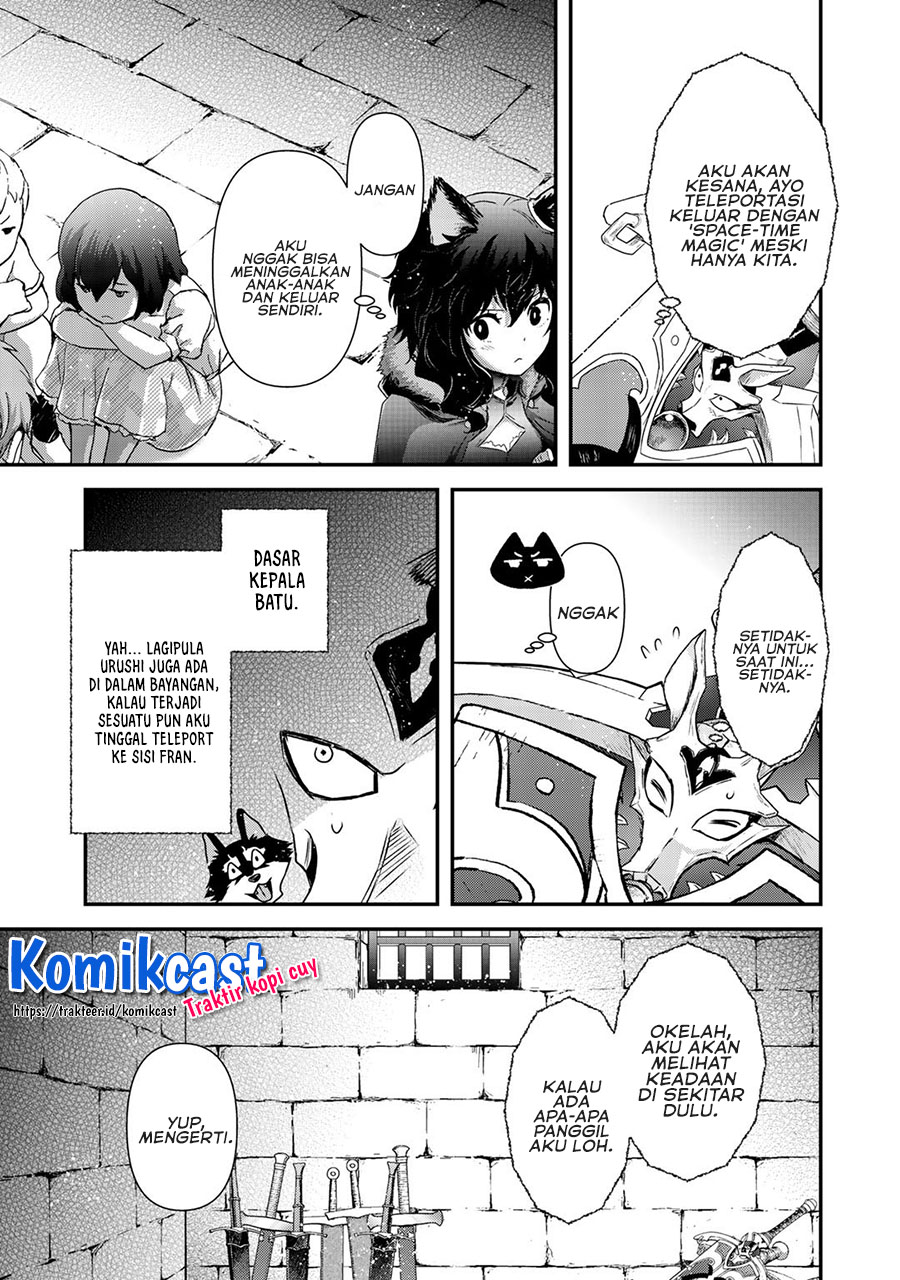 AKU AKAN
KESANA, AYO
TELEPORTASI
KELUAR DENGAN
'SPACE-TIME
MAGIC' MESKI
HANYA KITA.
JANGAN
AKU
NGGAK BISA
MENINGGALKAN
ANAK-ANAK
DAN KELUAR
SENDIRI.
SETIDAK-
NYA UNTUK
SAAT INI...
SETIDAK-
NYA.
NGGAK
DASAR
KEPALA
BATU.
YAH... LAGIPULA
URUSHI JUGA ADA
DI DALAM BAYANGAN,
KALAU TERJADI
SESUATU PUN AKU
TINGGAL TELEPORT
KE SISI FRAN.
OKELAH,
AKU AKAN
MELIHAT
KEADAAN
DI SEKITAR
DULU.
KALAU
ADA
APA-APA
PANGGIL
AKU LOH.
YUP,
MENGERTI.
Komikcast
Traktir kopi cuy
https://trakteer.id/komikcast